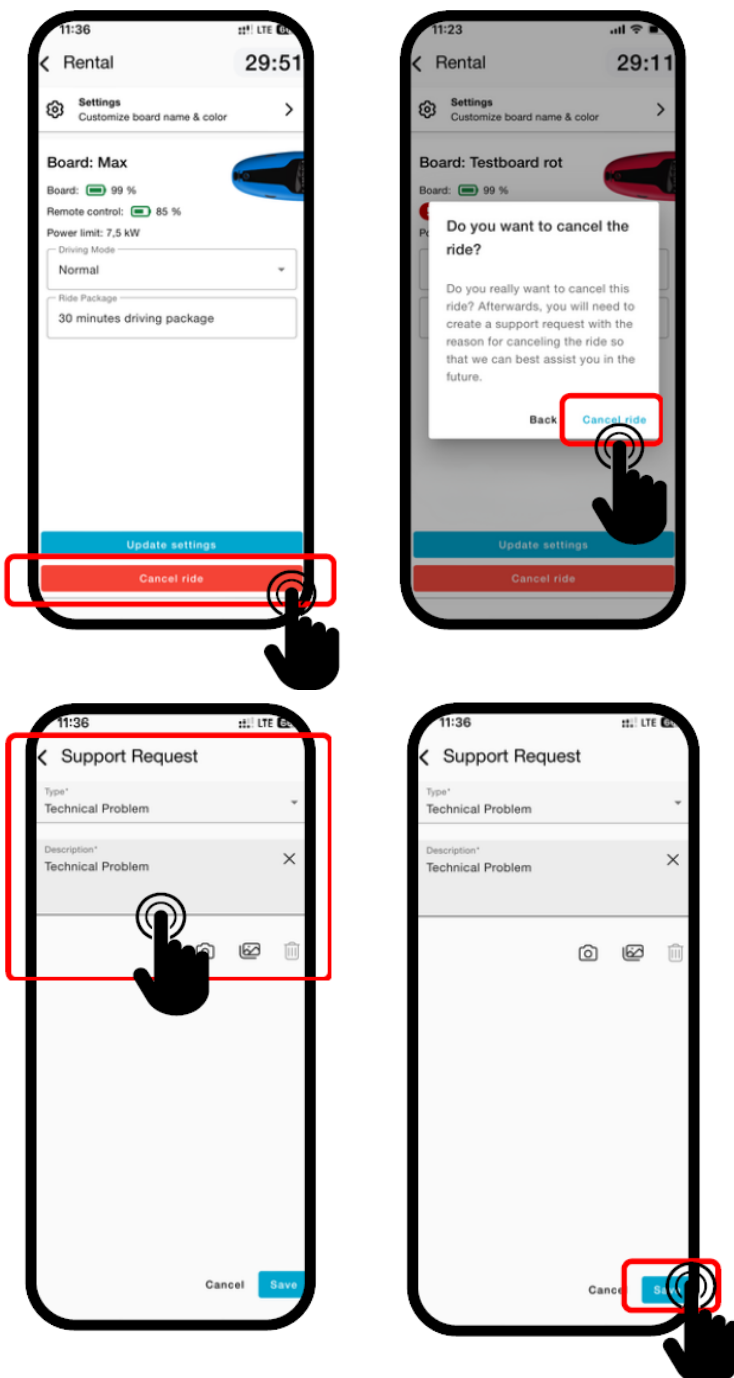 11:36
LTE
Rental
29:51
Settings
Customize board name & color
Board: Max
Board: 99 %
Remote control: 85 %
Power limit: 7,5 kW
Driving Mode
Normal
Ride Package
30 minutes driving package
Update settings
Cancel ride
11:23
Rental
29:11
Settings
Customize board name & color
Board: Testboard rot
Board: 99 %
Do you want to cancel the
ride?
Do you really want to cancel this
ride? Afterwards, you will need to
create a support request with the
reason for canceling the ride so
that we can best assist you in the
future.
Back
Cancel ride
Update settings
Cancel ride
11:36
LTE
Support Request
Type*
Technical Problem
Description*
Technical Problem
Cancel
Save
11:36
LTE
Support Request
Type*
Technical Problem
Description*
Technical Problem